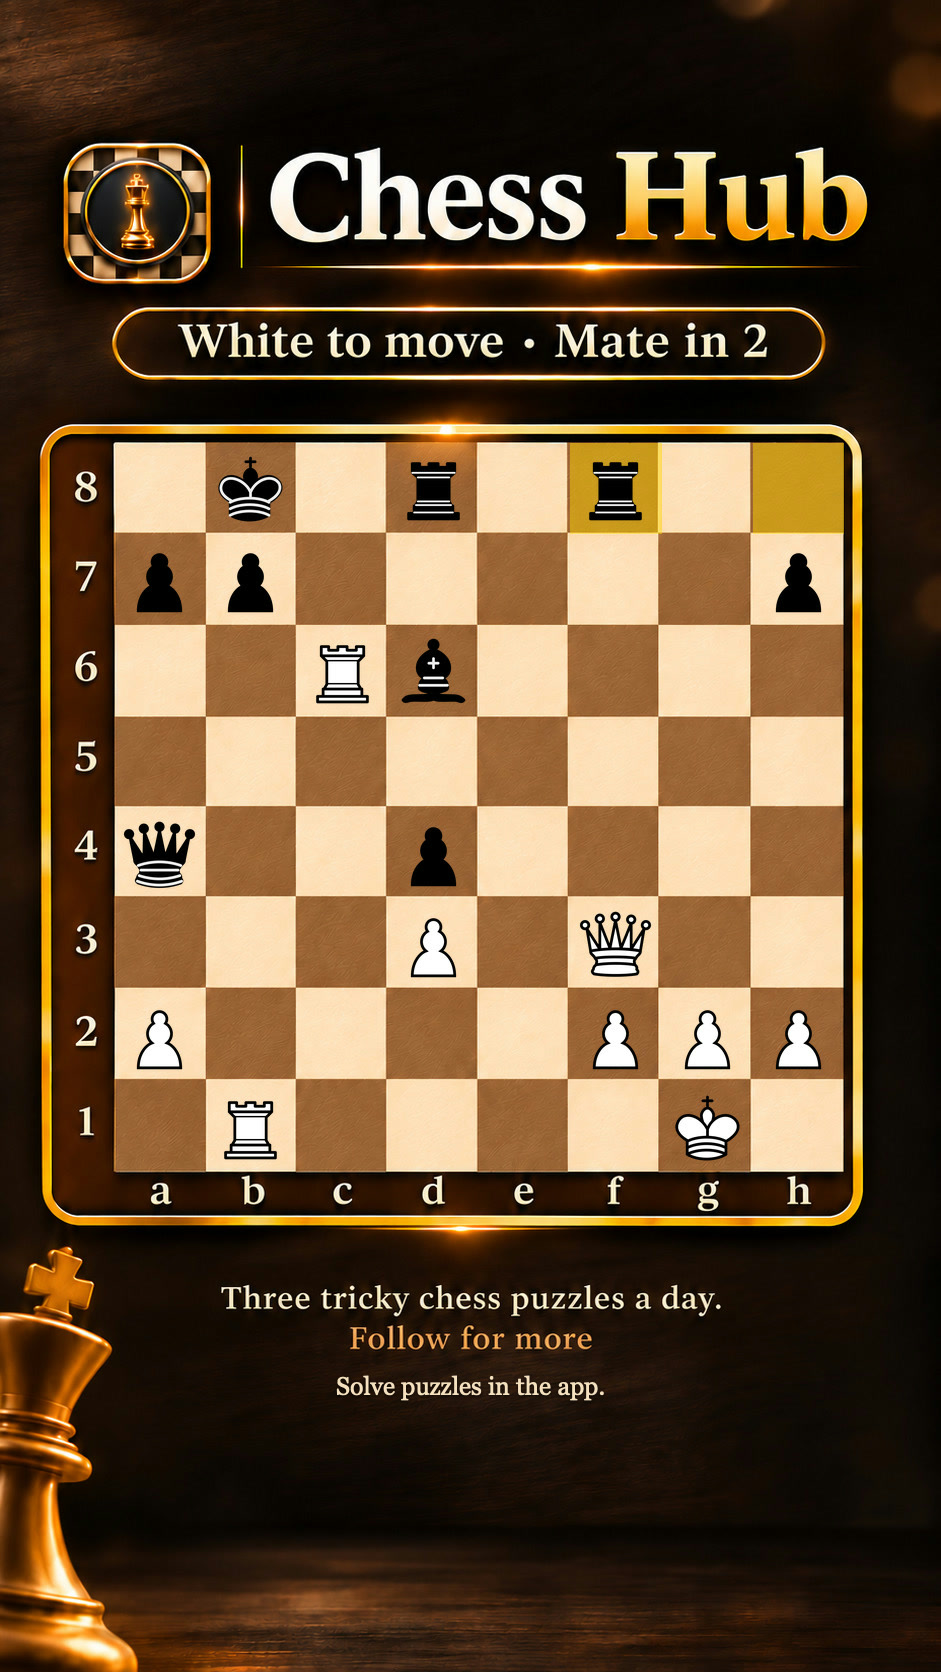 Chess Hub
White to move • Mate in 2
8
7
6
5
4
3
2
1
a b c d e f g h
Three tricky chess puzzles a day.
Follow for more
Solve puzzles in the app.